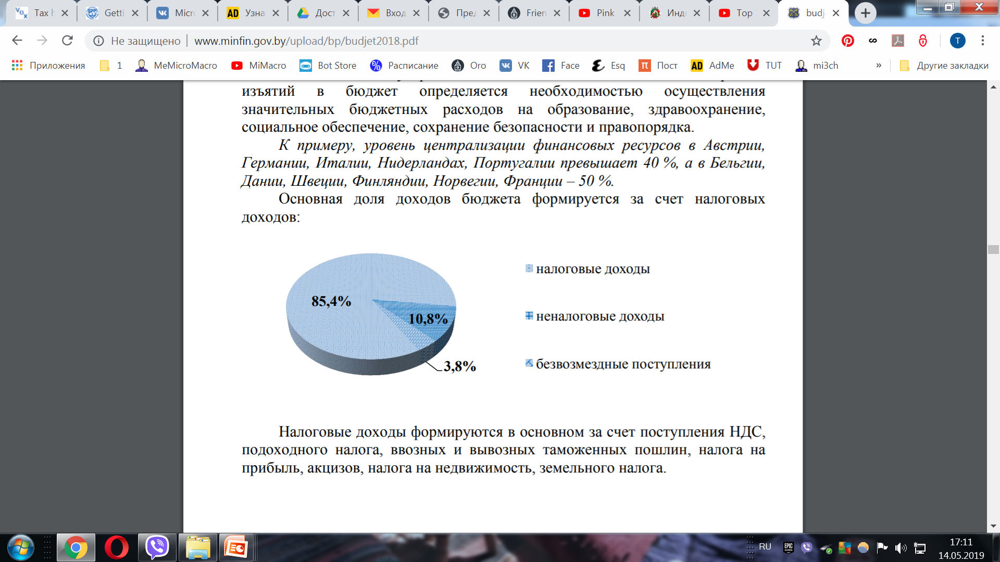 Tax h
Getti
Micro
Узна
Дост
Вход
Пред
Frien
Pink
Инде
Top
budje
Не защищено
www.minfin.gov.by/upload/bp/budjet2018.pdf
T
Приложения
1
MeMicroMacro
MiMacro
Bot Store
Расписание
Oro
VK
Face
Esq
Пост
AdMe
TUT
mi3ch
»
Другие закладки
изъятий в бюджет определяется необходимостью осуществления
значительных бюджетных расходов на образование, здравоохранение,
социальное обеспечение, сохранение безопасности и правопорядка.
К примеру, уровень централизации финансовых ресурсов в Австрии,
Германии, Италии, Нидерландах, Португалии превышает 40 %, а в Бельгии,
Дании, Швеции, Финляндии, Норвегии, Франции – 50 %.
Основная доля доходов бюджета формируется за счет налоговых
доходов:
85,4%
10,8%
3,8%
налоговые доходы
неналоговые доходы
безвозмездные поступления
Налоговые доходы формируются в основном за счет поступления НДС,
подоходного налога, ввозных и вывозных таможенных пошлин, налога на
прибыль, акцизов, налога на недвижимость, земельного налога.
RU
EPIC
GAMES
17:11
14.05.2019